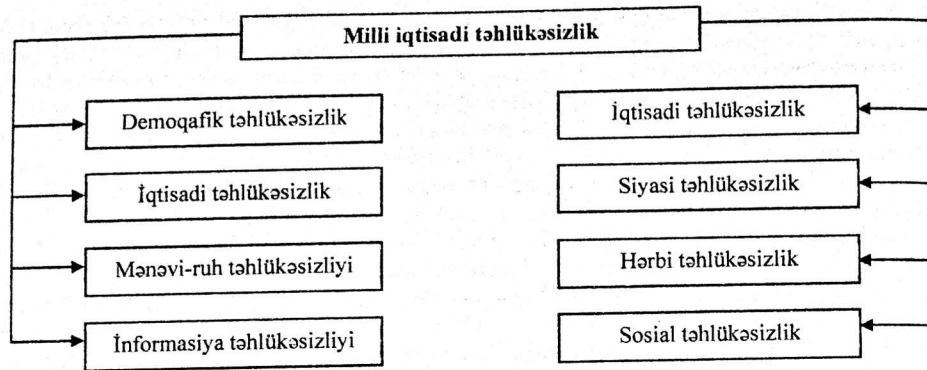 Milli iqtisadi təhlükəsizlik
Demoqafik təhlükəsizlik
İqtisadi təhlükəsizlik
Mənəvi-ruh təhlükəsizliyi
İnformasiya təhlükəsizliyi
İqtisadi təhlükəsizlik
Siyasi təhlükəsizlik
Hərbi təhlükəsizlik
Sosial təhlükəsizlik